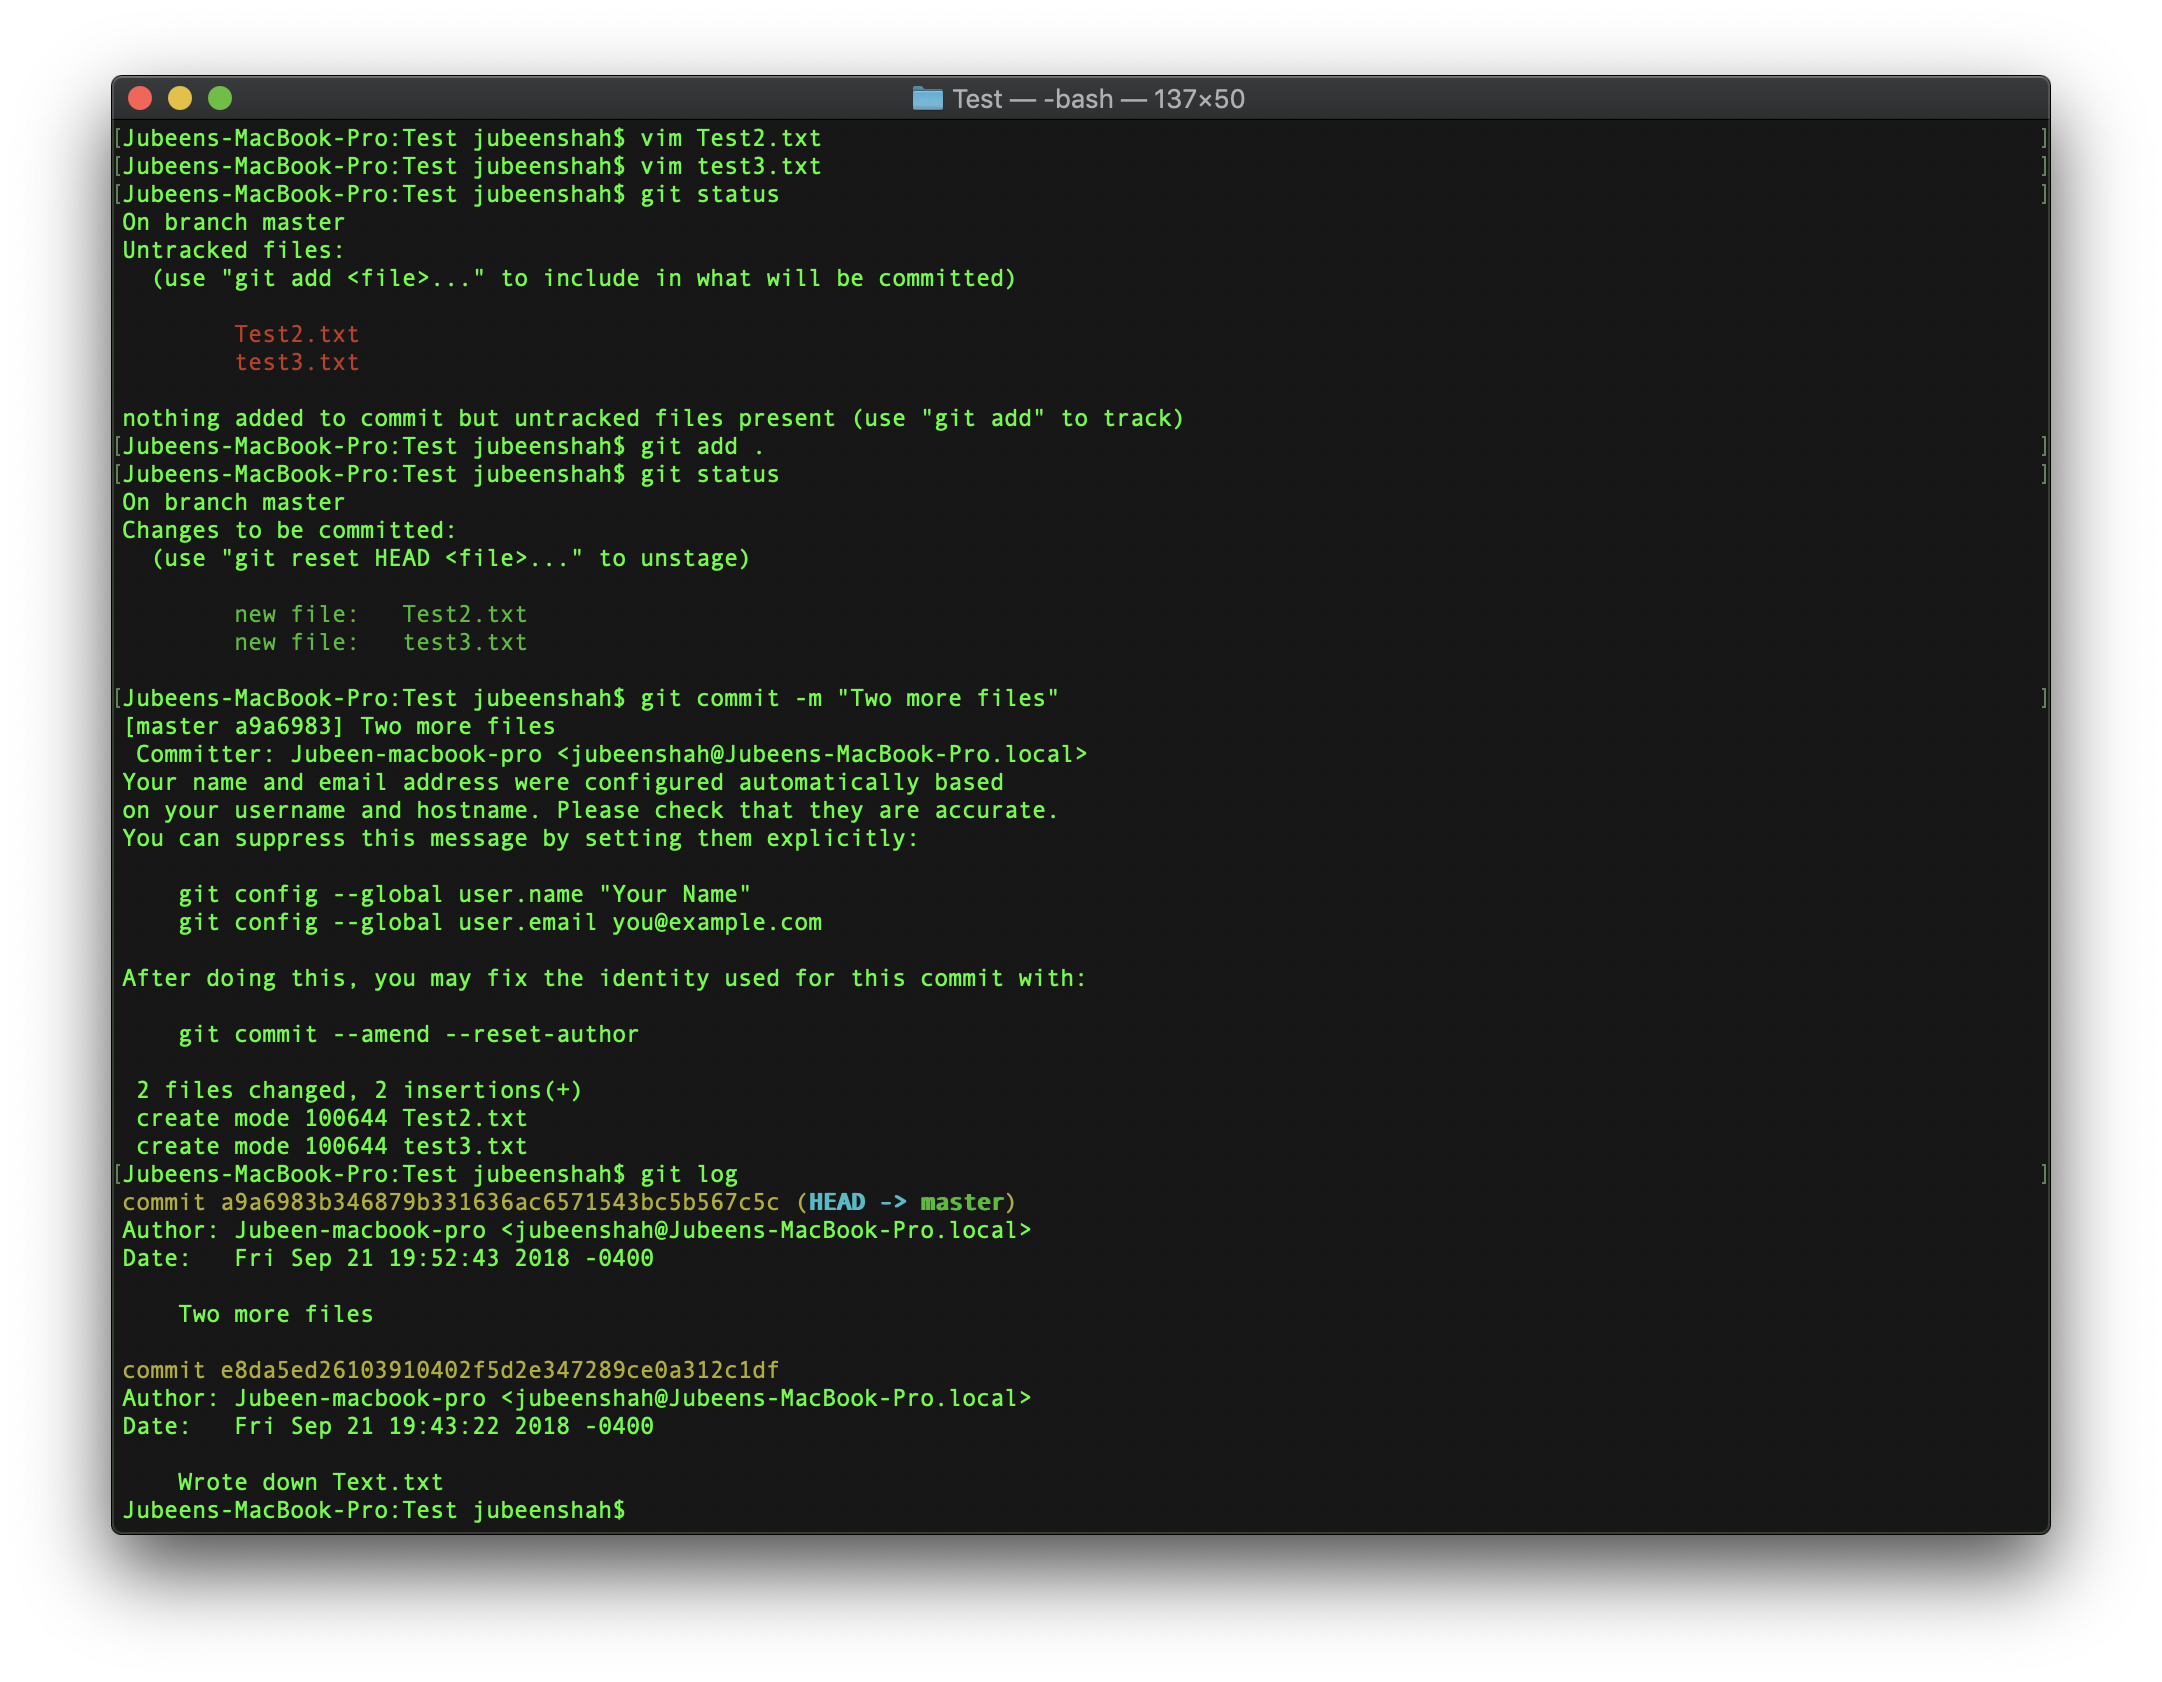 Test — -bash — 137×50
[Jubeens-MacBook-Pro:Test jubeenshah$ vim Test2.txt ]
[Jubeens-MacBook-Pro:Test jubeenshah$ vim test3.txt ]
[Jubeens-MacBook-Pro:Test jubeenshah$ git status ]
On branch master
Untracked files:
  (use "git add <file>..." to include in what will be committed)
        Test2.txt
        test3.txt
nothing added to commit but untracked files present (use "git add" to track)
[Jubeens-MacBook-Pro:Test jubeenshah$ git add . ]
[Jubeens-MacBook-Pro:Test jubeenshah$ git status ]
On branch master
Changes to be committed:
  (use "git reset HEAD <file>..." to unstage)
        new file:   Test2.txt
        new file:   test3.txt
[Jubeens-MacBook-Pro:Test jubeenshah$ git commit -m "Two more files" ]
[master a9a6983] Two more files
 Committer: Jubeen-macbook-pro <jubeenshah@Jubeens-MacBook-Pro.local>
Your name and email address were configured automatically based
on your username and hostname. Please check that they are accurate.
You can suppress this message by setting them explicitly:
    git config --global user.name "Your Name"
    git config --global user.email you@example.com
After doing this, you may fix the identity used for this commit with:
    git commit --amend --reset-author
 2 files changed, 2 insertions(+)
 create mode 100644 Test2.txt
 create mode 100644 test3.txt
[Jubeens-MacBook-Pro:Test jubeenshah$ git log ]
commit a9a6983b346879b331636ac6571543bc5b567c5c (HEAD -> master)
Author: Jubeen-macbook-pro <jubeenshah@Jubeens-MacBook-Pro.local>
Date:   Fri Sep 21 19:52:43 2018 -0400
    Two more files
commit e8da5ed26103910402f5d2e347289ce0a312c1df
Author: Jubeen-macbook-pro <jubeenshah@Jubeens-MacBook-Pro.local>
Date:   Fri Sep 21 19:43:22 2018 -0400
    Wrote down Text.txt
Jubeens-MacBook-Pro:Test jubeenshah$